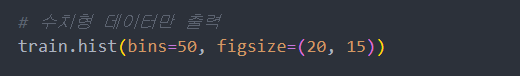 # 수치형 데이터만 출력
train.hist(bins=50, figsize=(20, 15))